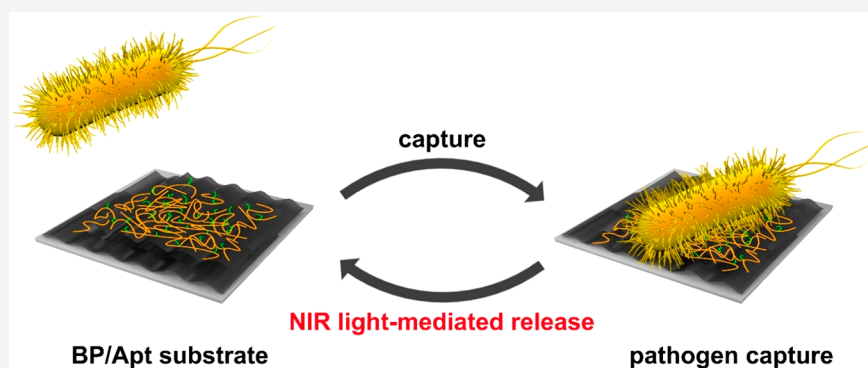 capture
NIR light-mediated release
BP/Apt substrate
pathogen capture